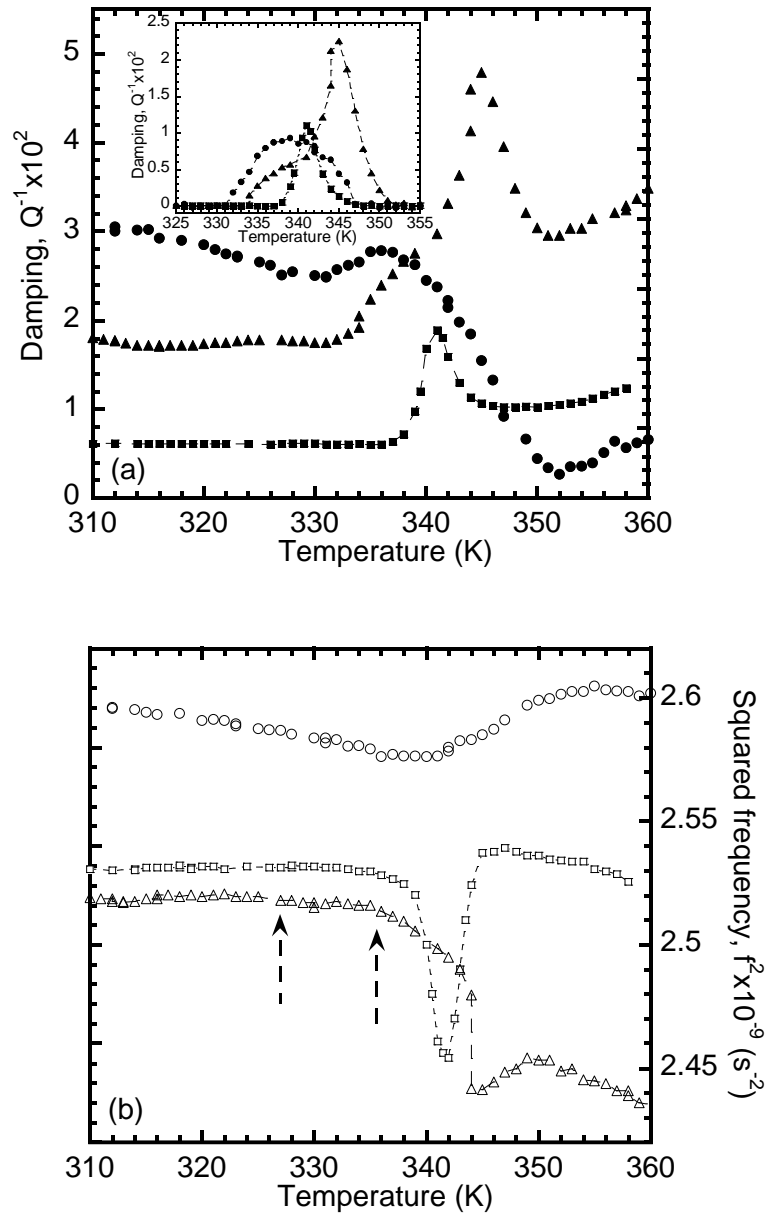 Damping, Q⁻¹x10²
5
4
3
2
1
0
Damping, Q⁻¹x10²
2.5
2
1.5
1
0.5
0
325 330 335 340 345 350 355
Temperature (K)
(a)
310 320 330 340 350 360
Temperature (K)
2.6
2.55
2.5
2.45
Squared frequency, f²x10⁻⁹ (s⁻²)
(b)
310 320 330 340 350 360
Temperature (K)